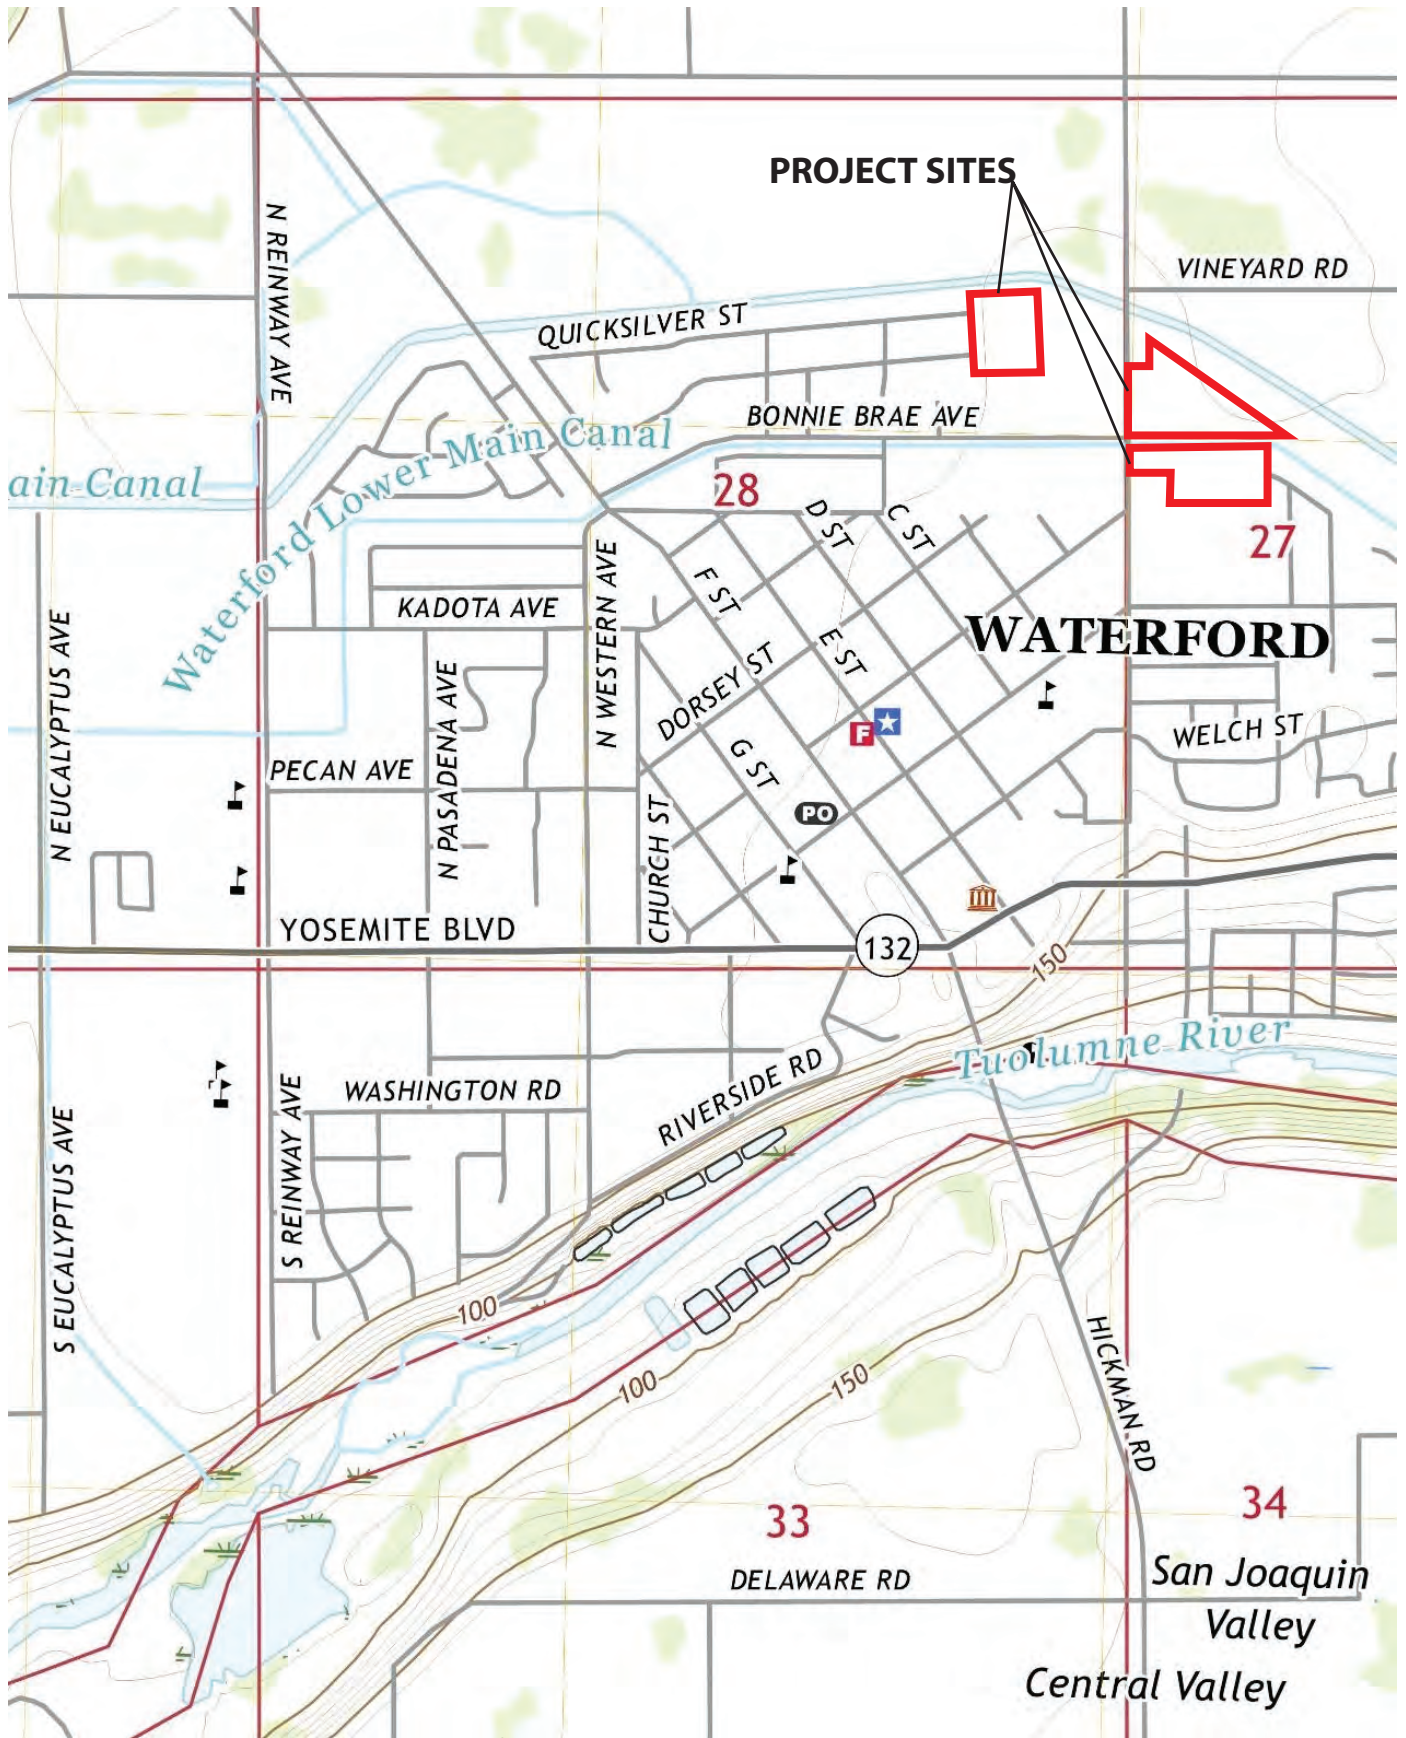 PROJECT SITES
N REINWAY AVE
VINEYARD RD
QUICKSILVER ST
BONNIE BRAE AVE
Waterford Lower Main Canal
ain Canal
28
D ST
C ST
27
N WESTERN AVE
F ST
KADOTA AVE
N EUCALYPTUS AVE
WATERFORD
E ST
DORSEY ST
N PASADENA AVE
F
WELCH ST
G ST
PECAN AVE
PO
CHURCH ST
YOSEMITE BLVD
132
150
Tuolumne River
RIVERSIDE RD
WASHINGTON RD
S REINWAY AVE
S EUCALYPTUS AVE
100
HICKMAN RD
100
150
33
34
DELAWARE RD
San Joaquin
Valley
Central Valley